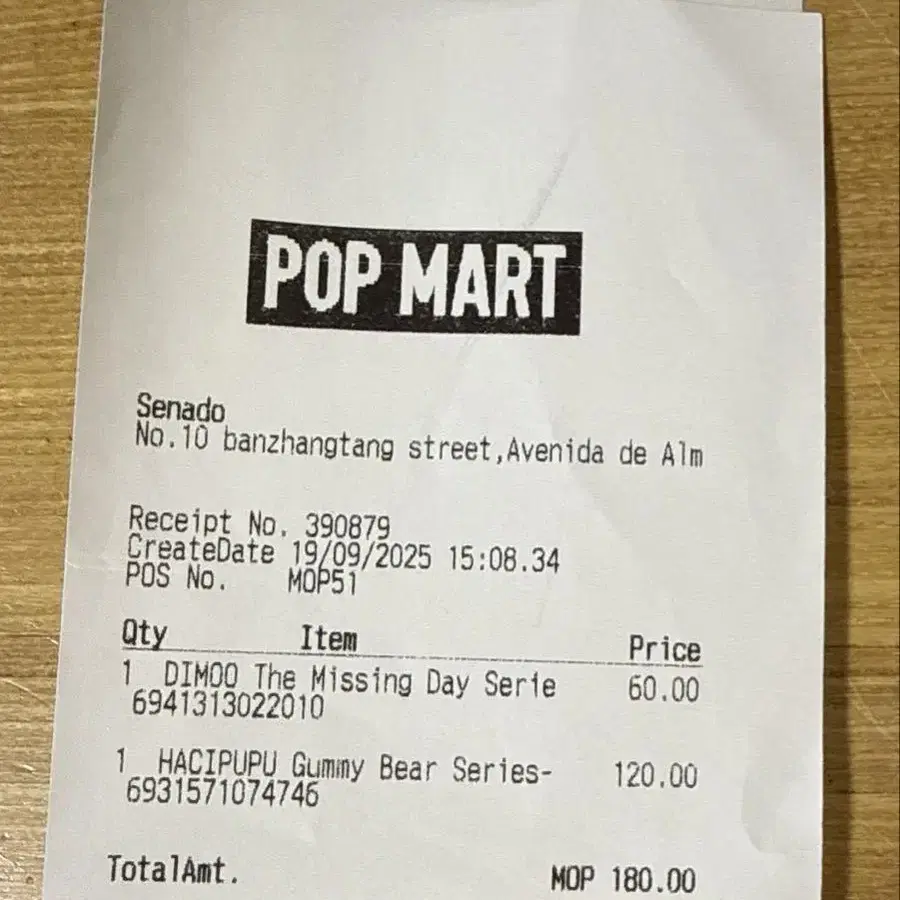 POP MART
Senado
No.10 banzhangtang street,Avenida de Alm
Receipt No. 390879
CreateDate 19/09/2025 15:08.34
POS No. MOP51
Qty Item Price
1 DIMOO The Missing Day Serie 60.00
6941313022010
1 HACIPUPU Gummy Bear Series- 120.00
6931571074746
TotalAmt. MOP 180.00